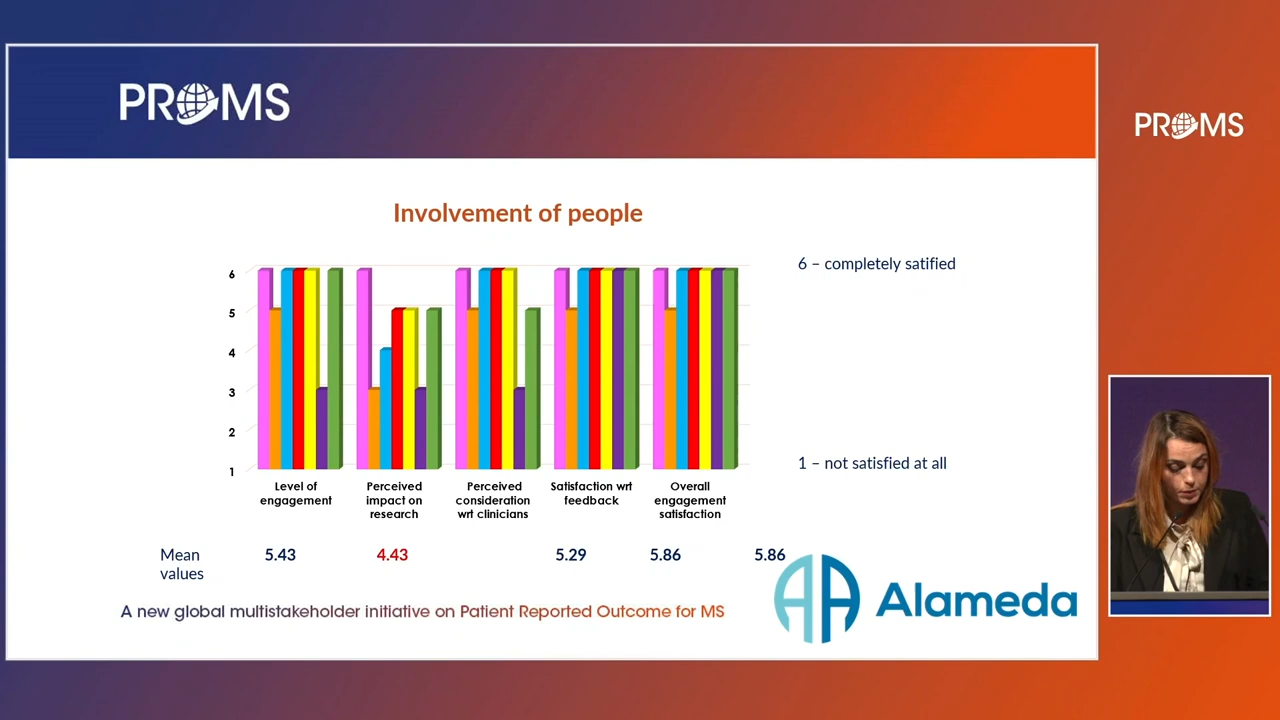 PROMS
PROMS
Involvement of people
6
5
4
3
2
1
6 – completely satified
1 – not satisfied at all
Level of
engagement
Perceived
impact on
research
Perceived
consideration
wrt clinicians
Satisfaction wrt
feedback
Overall
engagement
satisfaction
Mean
values
5.43
4.43
5.29
5.86
5.86
A new global multistakeholder initiative on Patient Reported Outcome for MS
Alameda